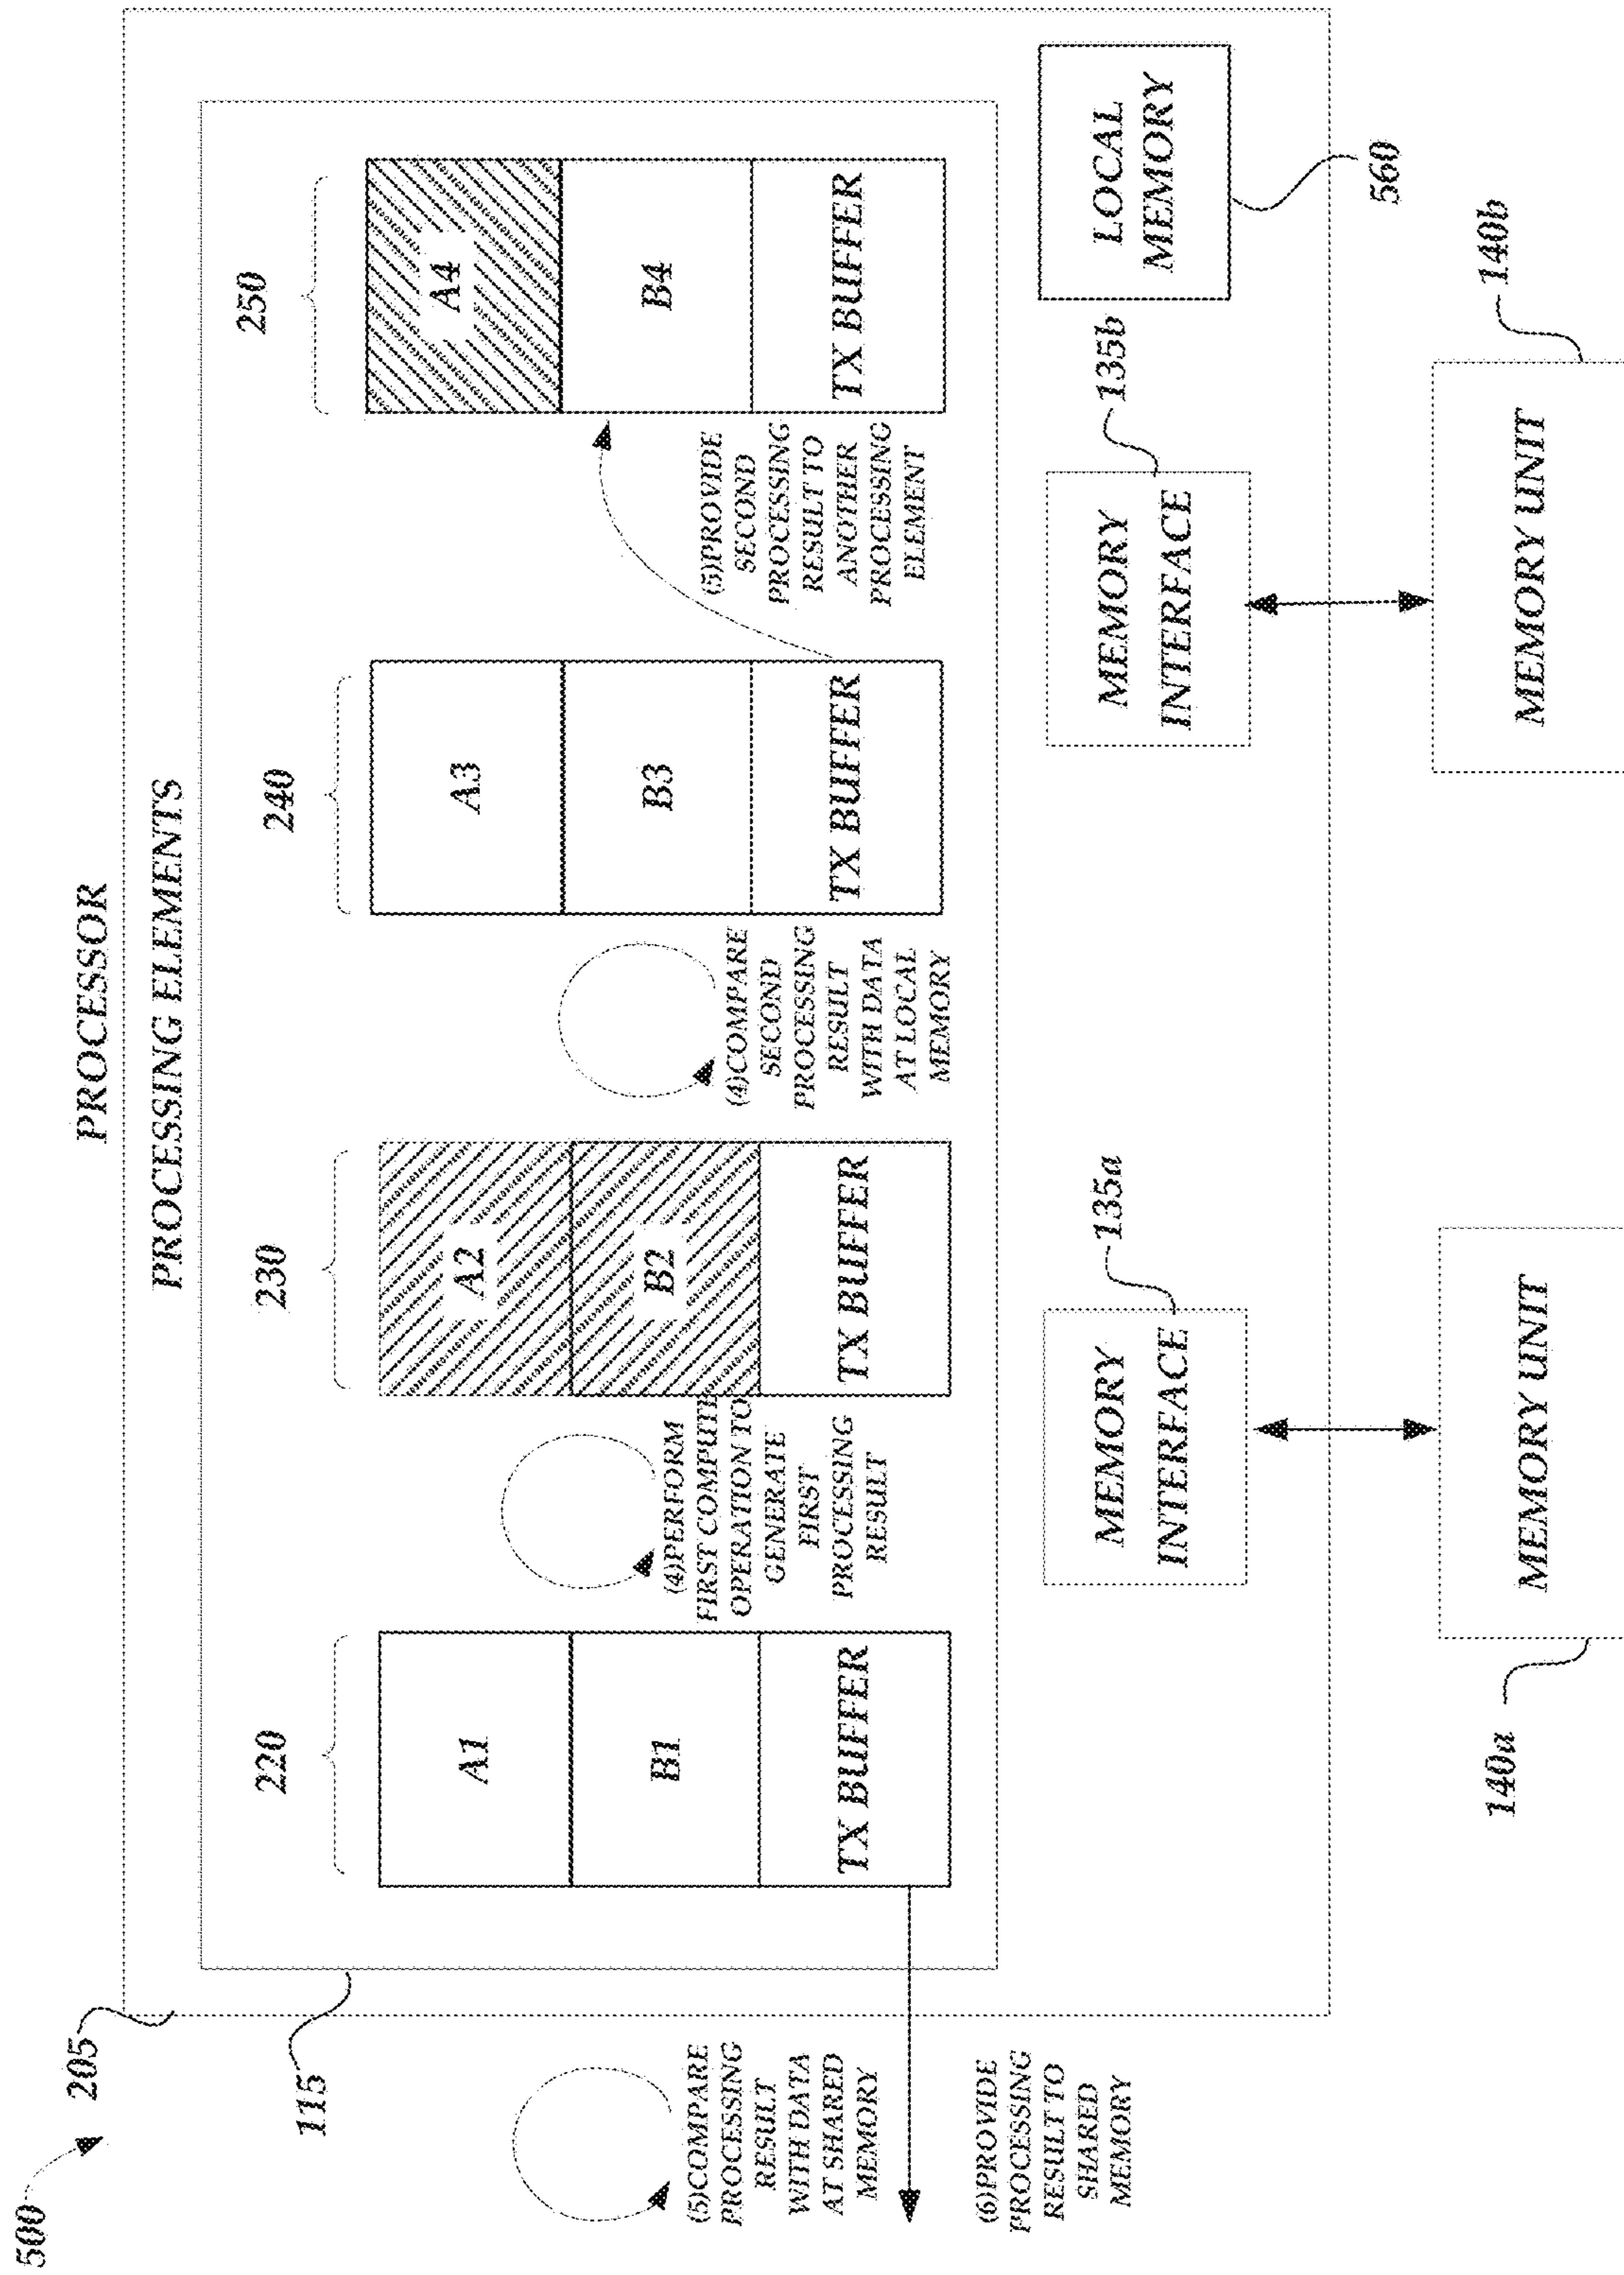 500
205
PROCESSOR
PROCESSING ELEMENTS
115
220
A1
B1
TX BUFFER
230
A2
B2
TX BUFFER
240
A3
B3
TX BUFFER
250
A4
B4
TX BUFFER
(4)PERFORM
FIRST COMPUTE
OPERATION TO
GENERATE
FIRST
PROCESSING
RESULT
(4)COMPARE
SECOND
PROCESSING
RESULT
WITH DATA
AT LOCAL
MEMORY
(5)PROVIDE
SECOND
PROCESSING
RESULT TO
ANOTHER
PROCESSING
ELEMENT
(5)COMPARE
PROCESSING
RESULT
WITH DATA
AT SHARED
MEMORY
(6)PROVIDE
PROCESSING
RESULT TO
SHARED
MEMORY
MEMORY
INTERFACE
135a
MEMORY
INTERFACE
135b
LOCAL
MEMORY
560
140a
MEMORY UNIT
MEMORY UNIT
140b